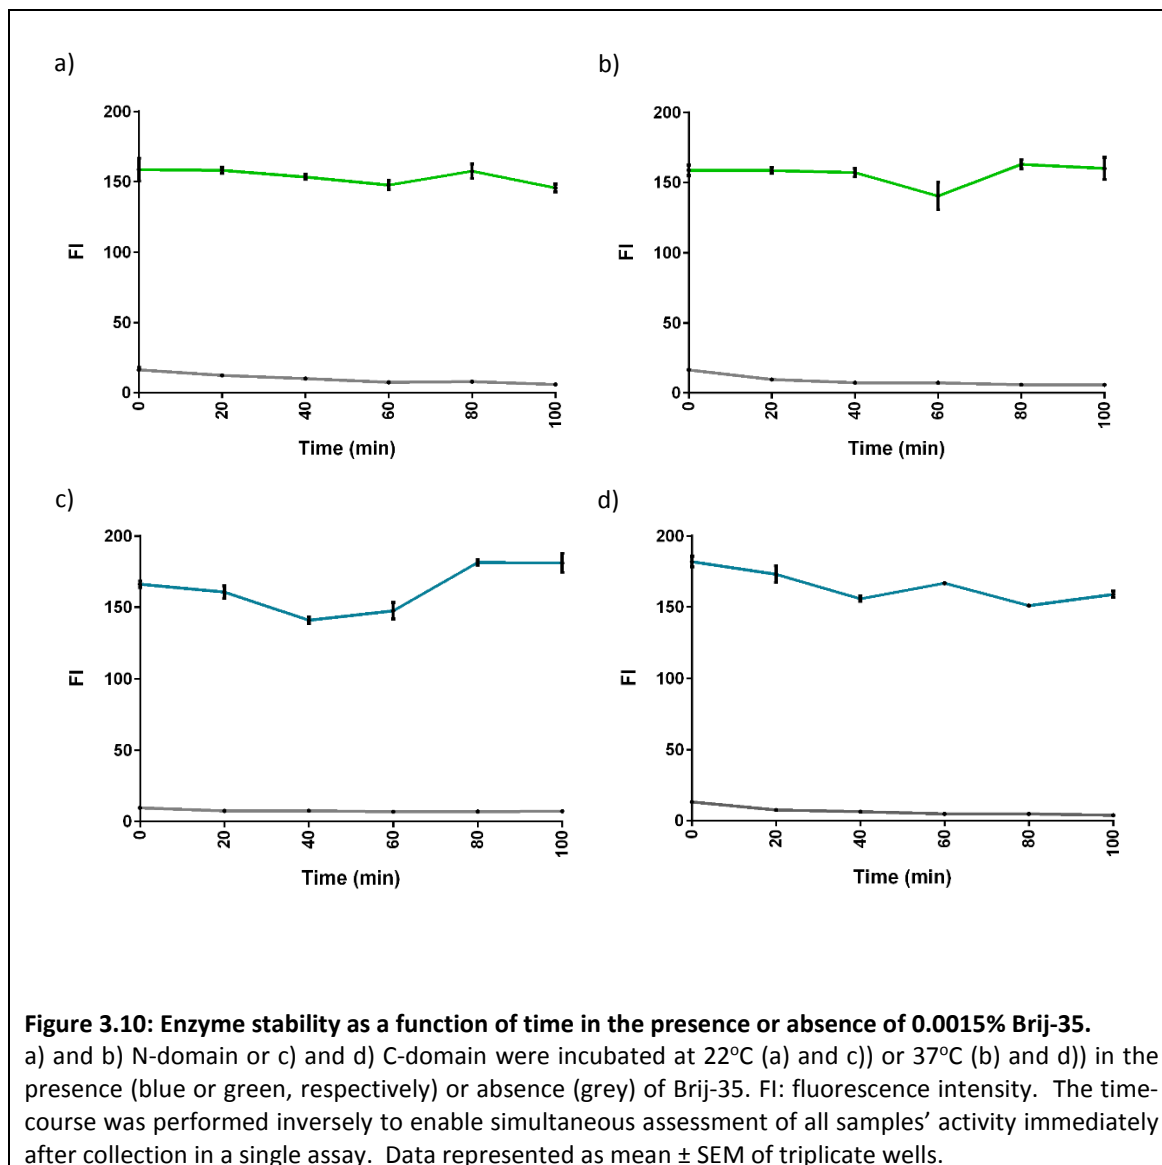 a)
200
150
100
50
0
FI
0
20
40
60
80
100
Time (min)
b)
200
150
100
50
0
FI
0
20
40
60
80
100
Time (min)
c)
200
150
100
50
0
FI
0
20
40
60
80
100
Time (min)
d)
200
150
100
50
0
FI
0
20
40
60
80
100
Time (min)
Figure 3.10: Enzyme stability as a function of time in the presence or absence of 0.0015% Brij-35.
a) and b) N-domain or c) and d) C-domain were incubated at 22°C (a) and c)) or 37°C (b) and d)) in the
presence (blue or green, respectively) or absence (grey) of Brij-35. FI: fluorescence intensity. The time-
course was performed inversely to enable simultaneous assessment of all samples’ activity immediately
after collection in a single assay. Data represented as mean ± SEM of triplicate wells.